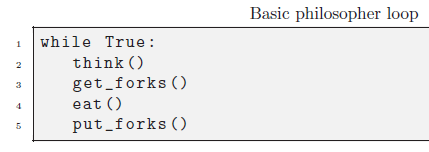 Basic philosopher loop
1 while True:
2     think()
3     get_forks()
4     eat()
5     put_forks()